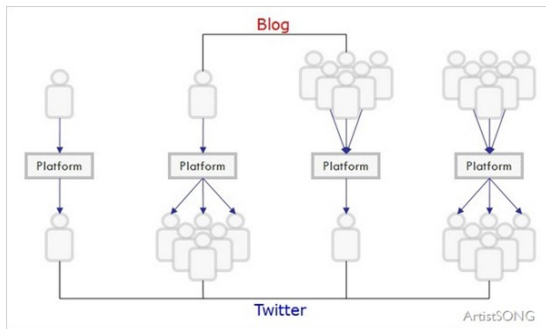 Blog
Platform
Platform
Platform
Platform
Twitter
ArtistSONG